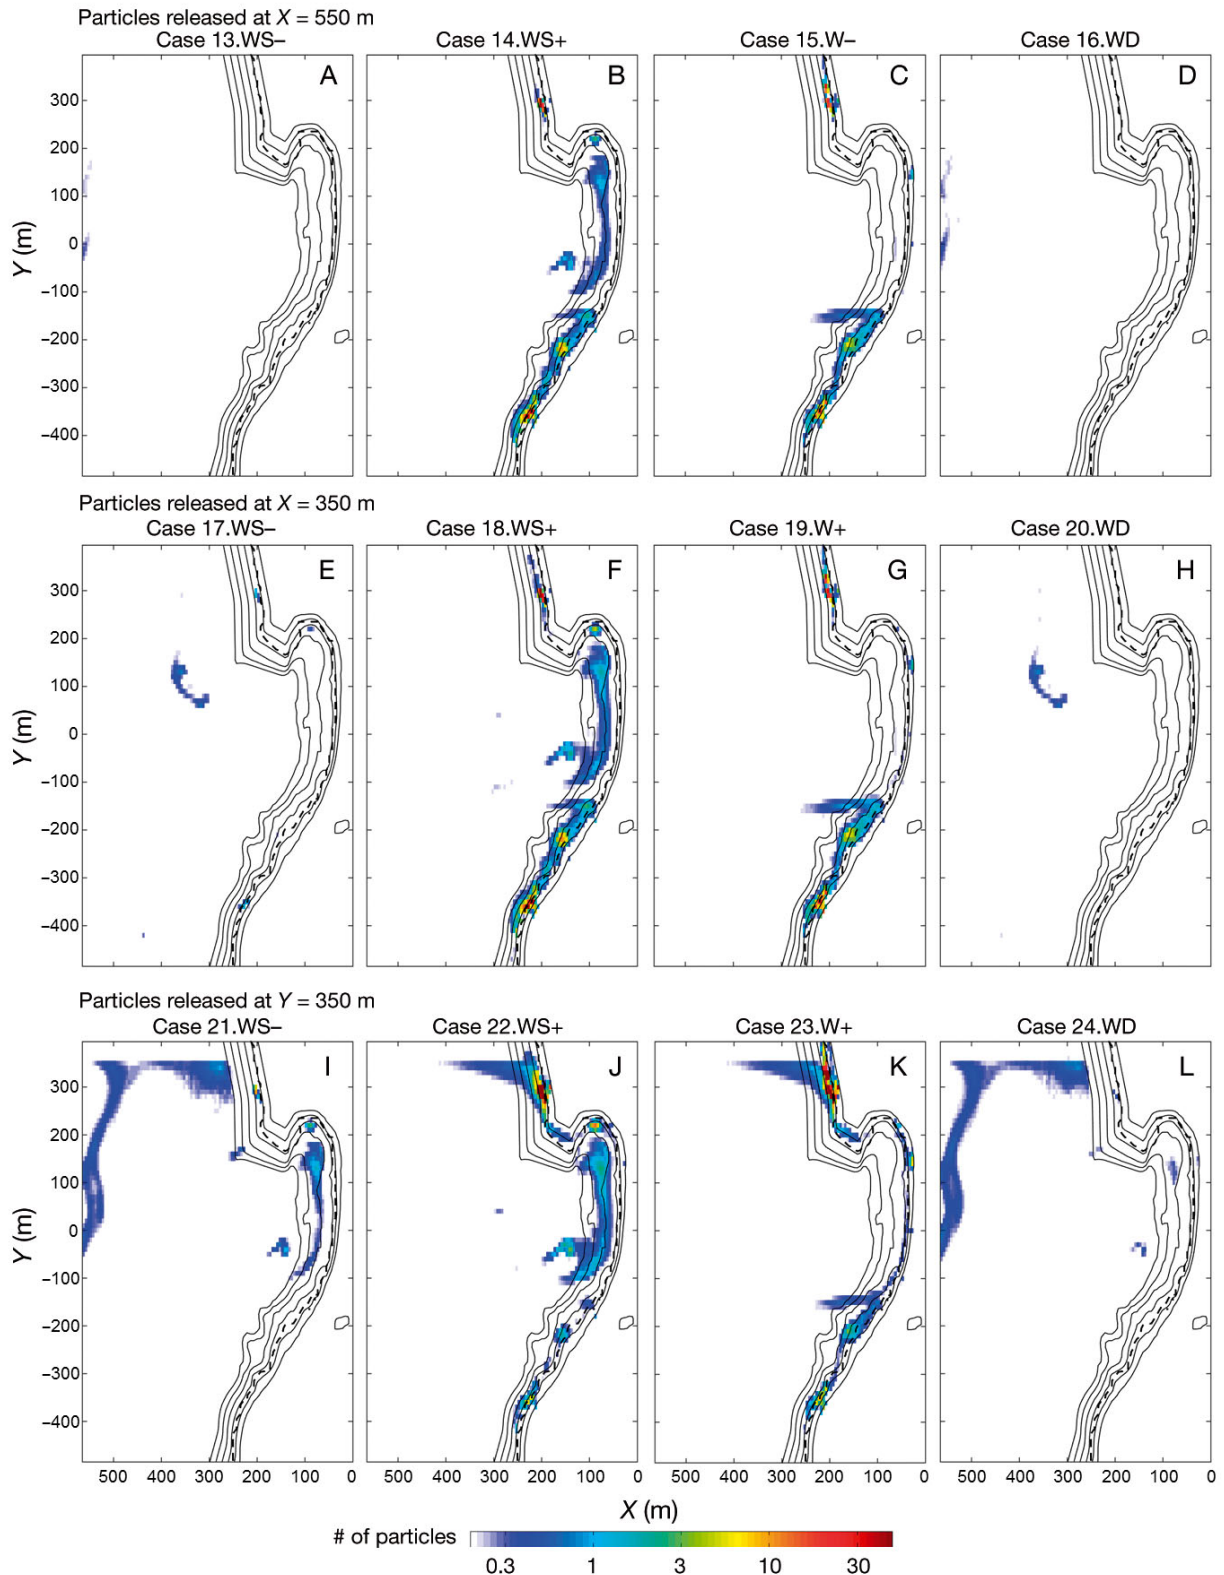 Particles released at X = 550 m
Case 13.WS− Case 14.WS+ Case 15.W− Case 16.WD
A B C D
300
200
100
0
−100
−200
−300
−400
Y (m)
Particles released at X = 350 m
Case 17.WS− Case 18.WS+ Case 19.W+ Case 20.WD
E F G H
300
200
100
0
−100
−200
−300
−400
Y (m)
Particles released at Y = 350 m
Case 21.WS− Case 22.WS+ Case 23.W+ Case 24.WD
I J K L
300
200
100
0
−100
−200
−300
−400
Y (m)
500 400 300 200 100 0 500 400 300 200 100 0 500 400 300 200 100 0 500 400 300 200 100 0
X (m)
# of particles
0.3 1 3 10 30